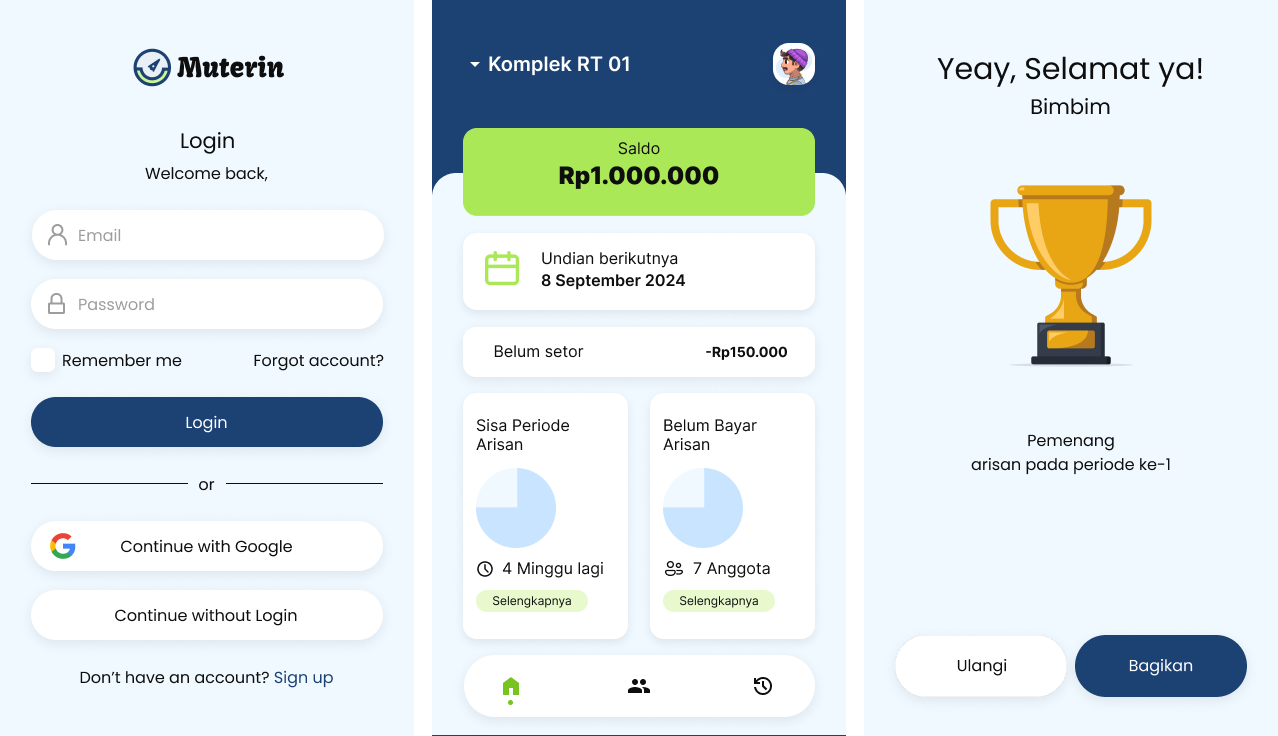 Muterin
Login
Welcome back,
Email
Password
Remember me
Forgot account?
Login
or
Continue with Google
Continue without Login
Don’t have an account? Sign up
Komplek RT 01
Saldo
Rp1.000.000
Undian berikutnya
8 September 2024
Belum setor
-Rp150.000
Sisa Periode
Arisan
4 Minggu lagi
Selengkapnya
Belum Bayar
Arisan
7 Anggota
Selengkapnya
Yeay, Selamat ya!
Bimbim
Pemenang
arisan pada periode ke-1
Ulangi
Bagikan